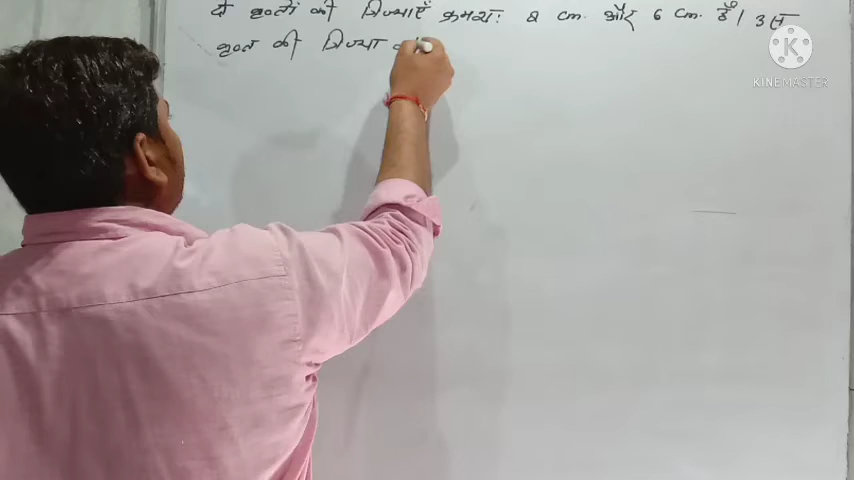 दो वृत्तों की त्रिज्याएँ क्रमशः 8 cm. और 6 cm. हैं। उस
वृत्त की त्रिज्या
KINEMASTER